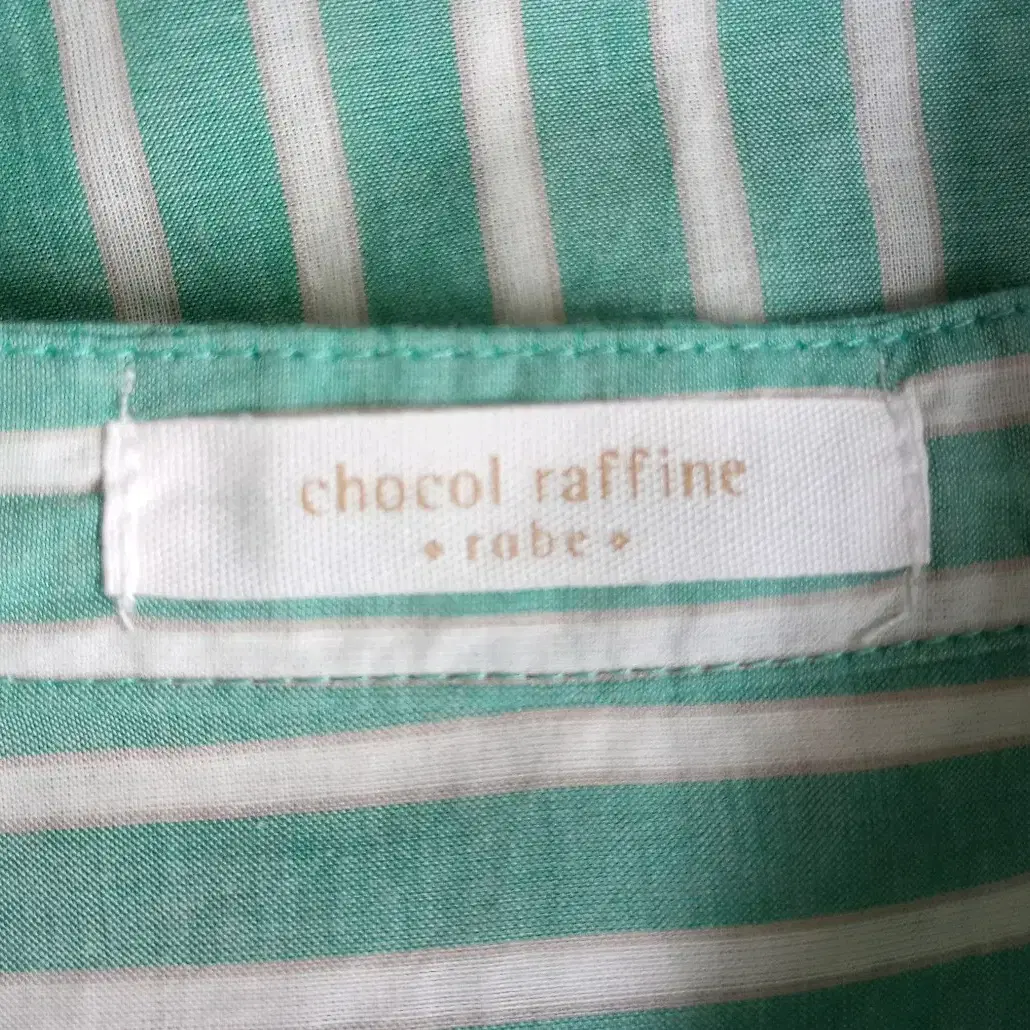 chocol raffine
◆ robe ◆